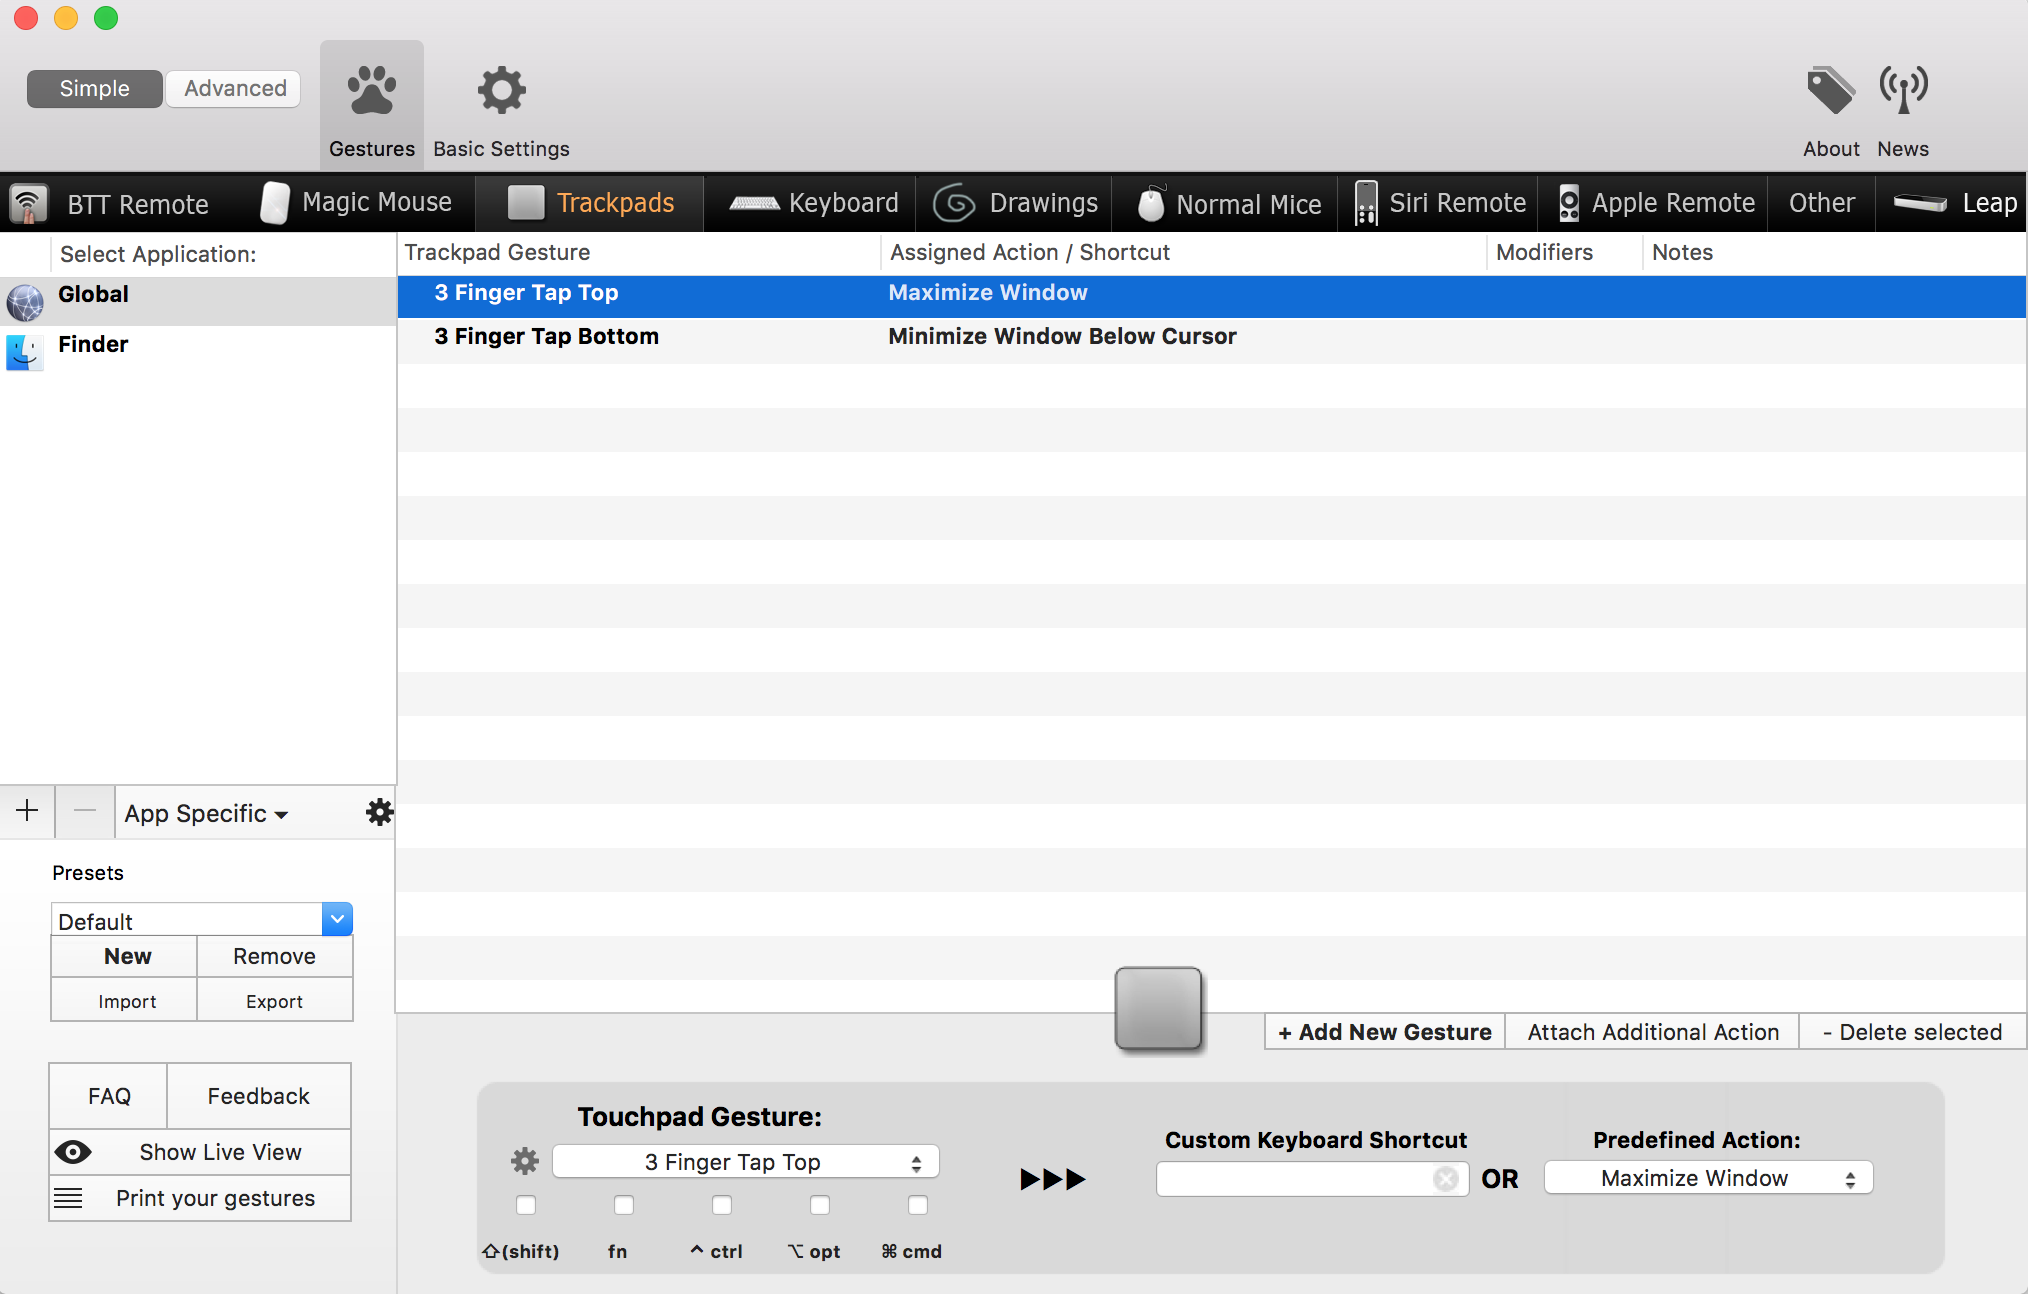 Simple Advanced
Gestures Basic Settings About News
BTT Remote Magic Mouse Trackpads Keyboard Drawings Normal Mice Siri Remote Apple Remote Other Leap
Select Application: Trackpad Gesture Assigned Action / Shortcut Modifiers Notes
Global 3 Finger Tap Top Maximize Window
Finder 3 Finger Tap Bottom Minimize Window Below Cursor
+ — App Specific
Presets
Default
New Remove
Import Export
+ Add New Gesture Attach Additional Action - Delete selected
FAQ Feedback
Show Live View
Print your gestures
Touchpad Gesture:
3 Finger Tap Top
⇧(shift) fn ^ ctrl ⌥ opt ⌘ cmd
Custom Keyboard Shortcut
OR
Predefined Action:
Maximize Window